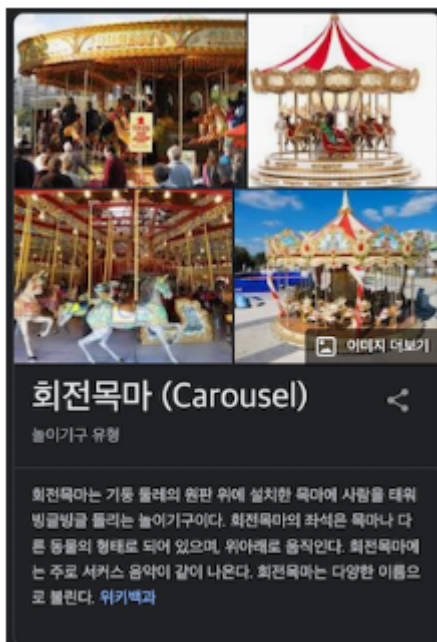 이미지 더보기
회전목마 (Carousel)
놀이기구 유형
회전목마는 기둥 둘레의 원판 위에 설치한 목마에 사람을 태워
빙글빙글 돌리는 놀이기구이다. 회전목마의 좌석은 목마나 다
른 동물의 형태로 되어 있으며, 위아래로 움직인다. 회전목마에
는 주로 서커스 음악이 같이 나온다. 회전목마는 다양한 이름으
로 불린다. 위키백과